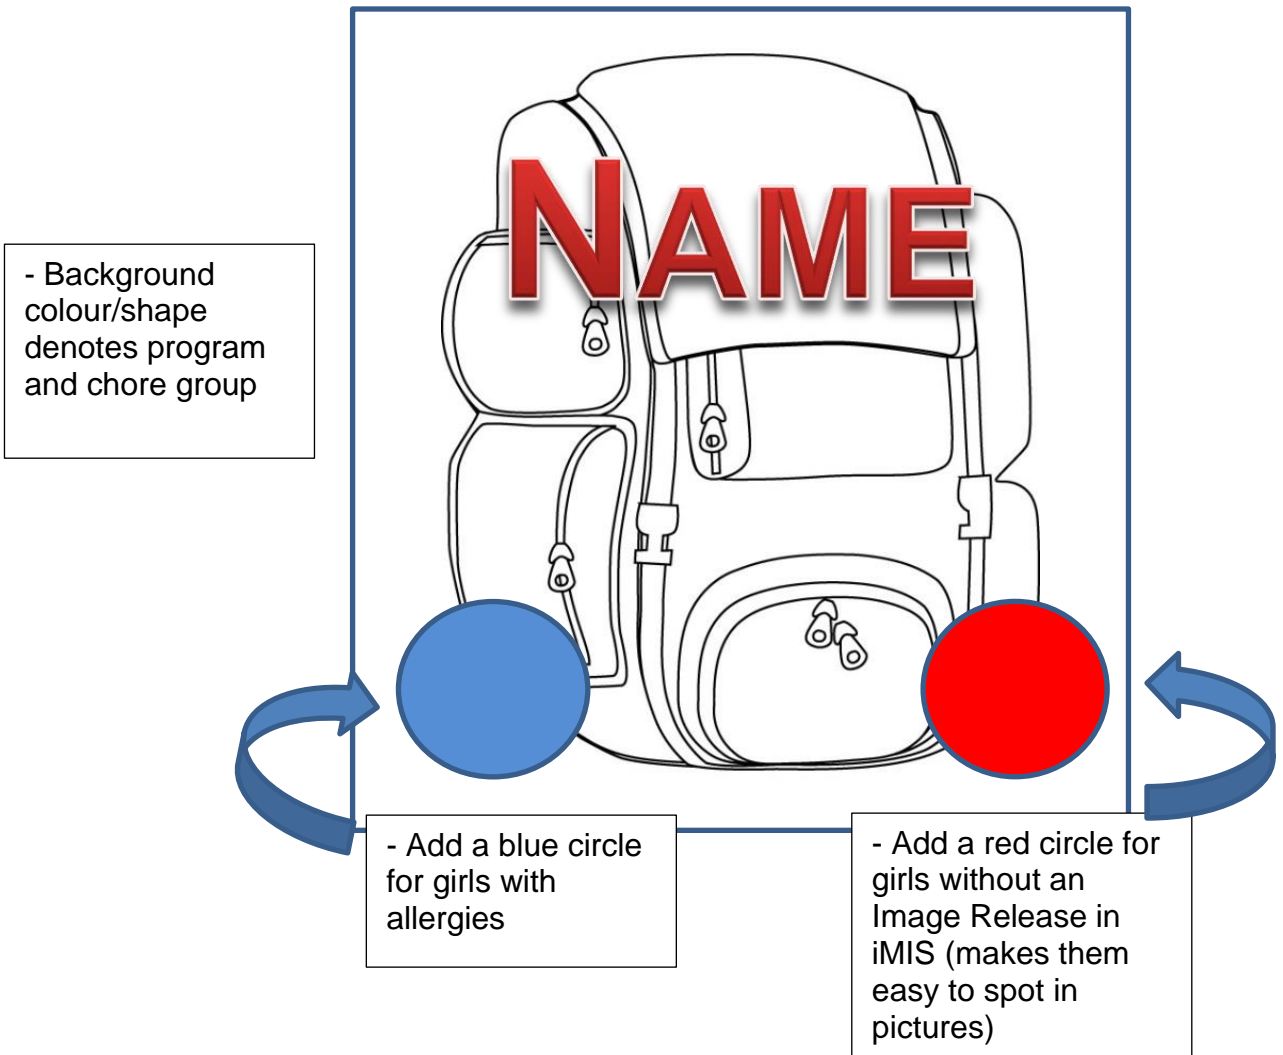 NAME
- Background
colour/shape
denotes program
and chore group
- Add a blue circle
for girls with
allergies
- Add a red circle for
girls without an
Image Release in
iMIS (makes them
easy to spot in
pictures)